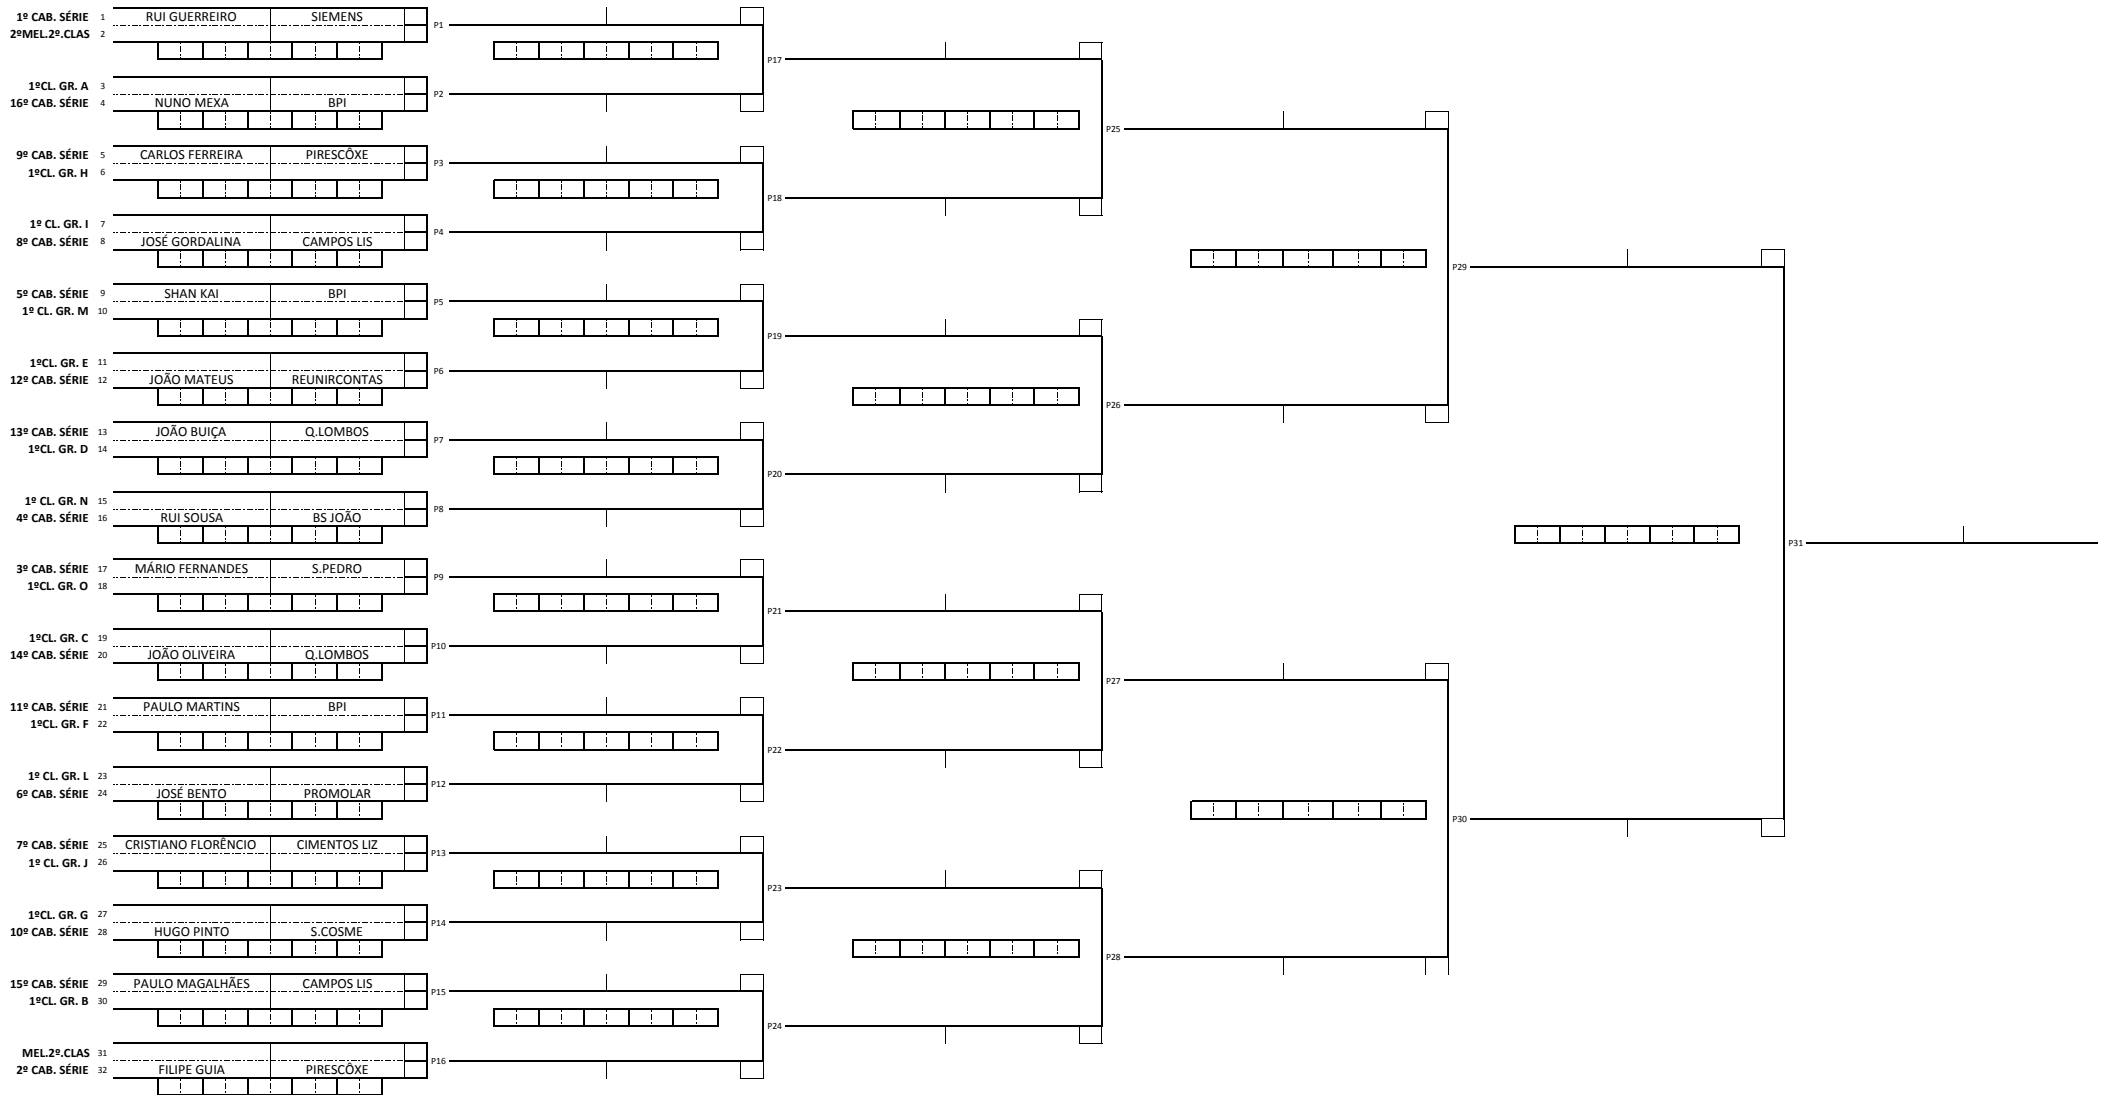 1º CAB. SÉRIE 1 RUI GUERREIRO SIEMENS
P1
2ºMEL.2º.CLAS 2
P17
1ºCL. GR. A 3
P2
16º CAB. SÉRIE 4 NUNO MEXA BPI
P25
9º CAB. SÉRIE 5 CARLOS FERREIRA PIRESCÔXE
P3
1ºCL. GR. H 6
P18
1º CL. GR. I 7
P4
8º CAB. SÉRIE 8 JOSÉ GORDALINA CAMPOS LIS
P29
5º CAB. SÉRIE 9 SHAN KAI BPI
P5
1º CL. GR. M 10
P19
1ºCL. GR. E 11
P6
12º CAB. SÉRIE 12 JOÃO MATEUS REUNIRCONTAS
P26
13º CAB. SÉRIE 13 JOÃO BUIÇA Q.LOMBOS
P7
1ºCL. GR. D 14
P20
1º CL. GR. N 15
P8
4º CAB. SÉRIE 16 RUI SOUSA BS JOÃO
P31
3º CAB. SÉRIE 17 MÁRIO FERNANDES S.PEDRO
P9
1ºCL. GR. O 18
P21
1ºCL. GR. C 19
P10
14º CAB. SÉRIE 20 JOÃO OLIVEIRA Q.LOMBOS
P27
11º CAB. SÉRIE 21 PAULO MARTINS BPI
P11
1ºCL. GR. F 22
P22
1º CL. GR. L 23
P12
6º CAB. SÉRIE 24 JOSÉ BENTO PROMOLAR
P30
7º CAB. SÉRIE 25 CRISTIANO FLORÊNCIO CIMENTOS LIZ
P13
1º CL. GR. J 26
P23
1ºCL. GR. G 27
P14
10º CAB. SÉRIE 28 HUGO PINTO S.COSME
P28
15º CAB. SÉRIE 29 PAULO MAGALHÃES CAMPOS LIS
P15
1ºCL. GR. B 30
P24
MEL.2º.CLAS 31
P16
2º CAB. SÉRIE 32 FILIPE GUIA PIRESCÔXE